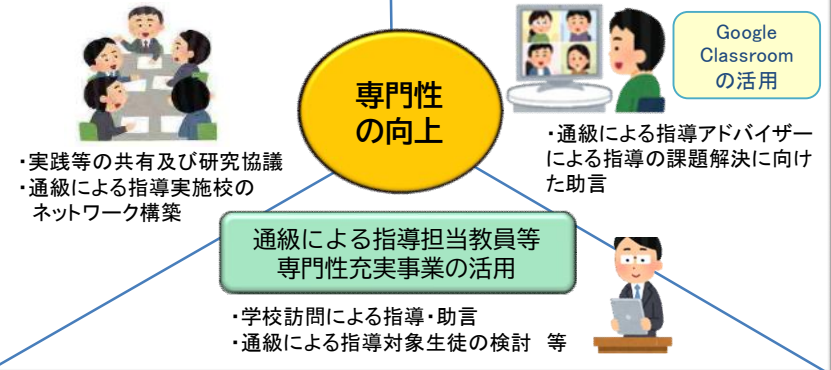 専門性
の向上
・実践等の共有及び研究協議
・通級による指導実施校の
ネットワーク構築
Google
Classroom
の活用
・通級による指導アドバイザー
による指導の課題解決に向け
た助言
通級による指導担当教員等
専門性充実事業の活用
・学校訪問による指導・助言
・通級による指導対象生徒の検討　等